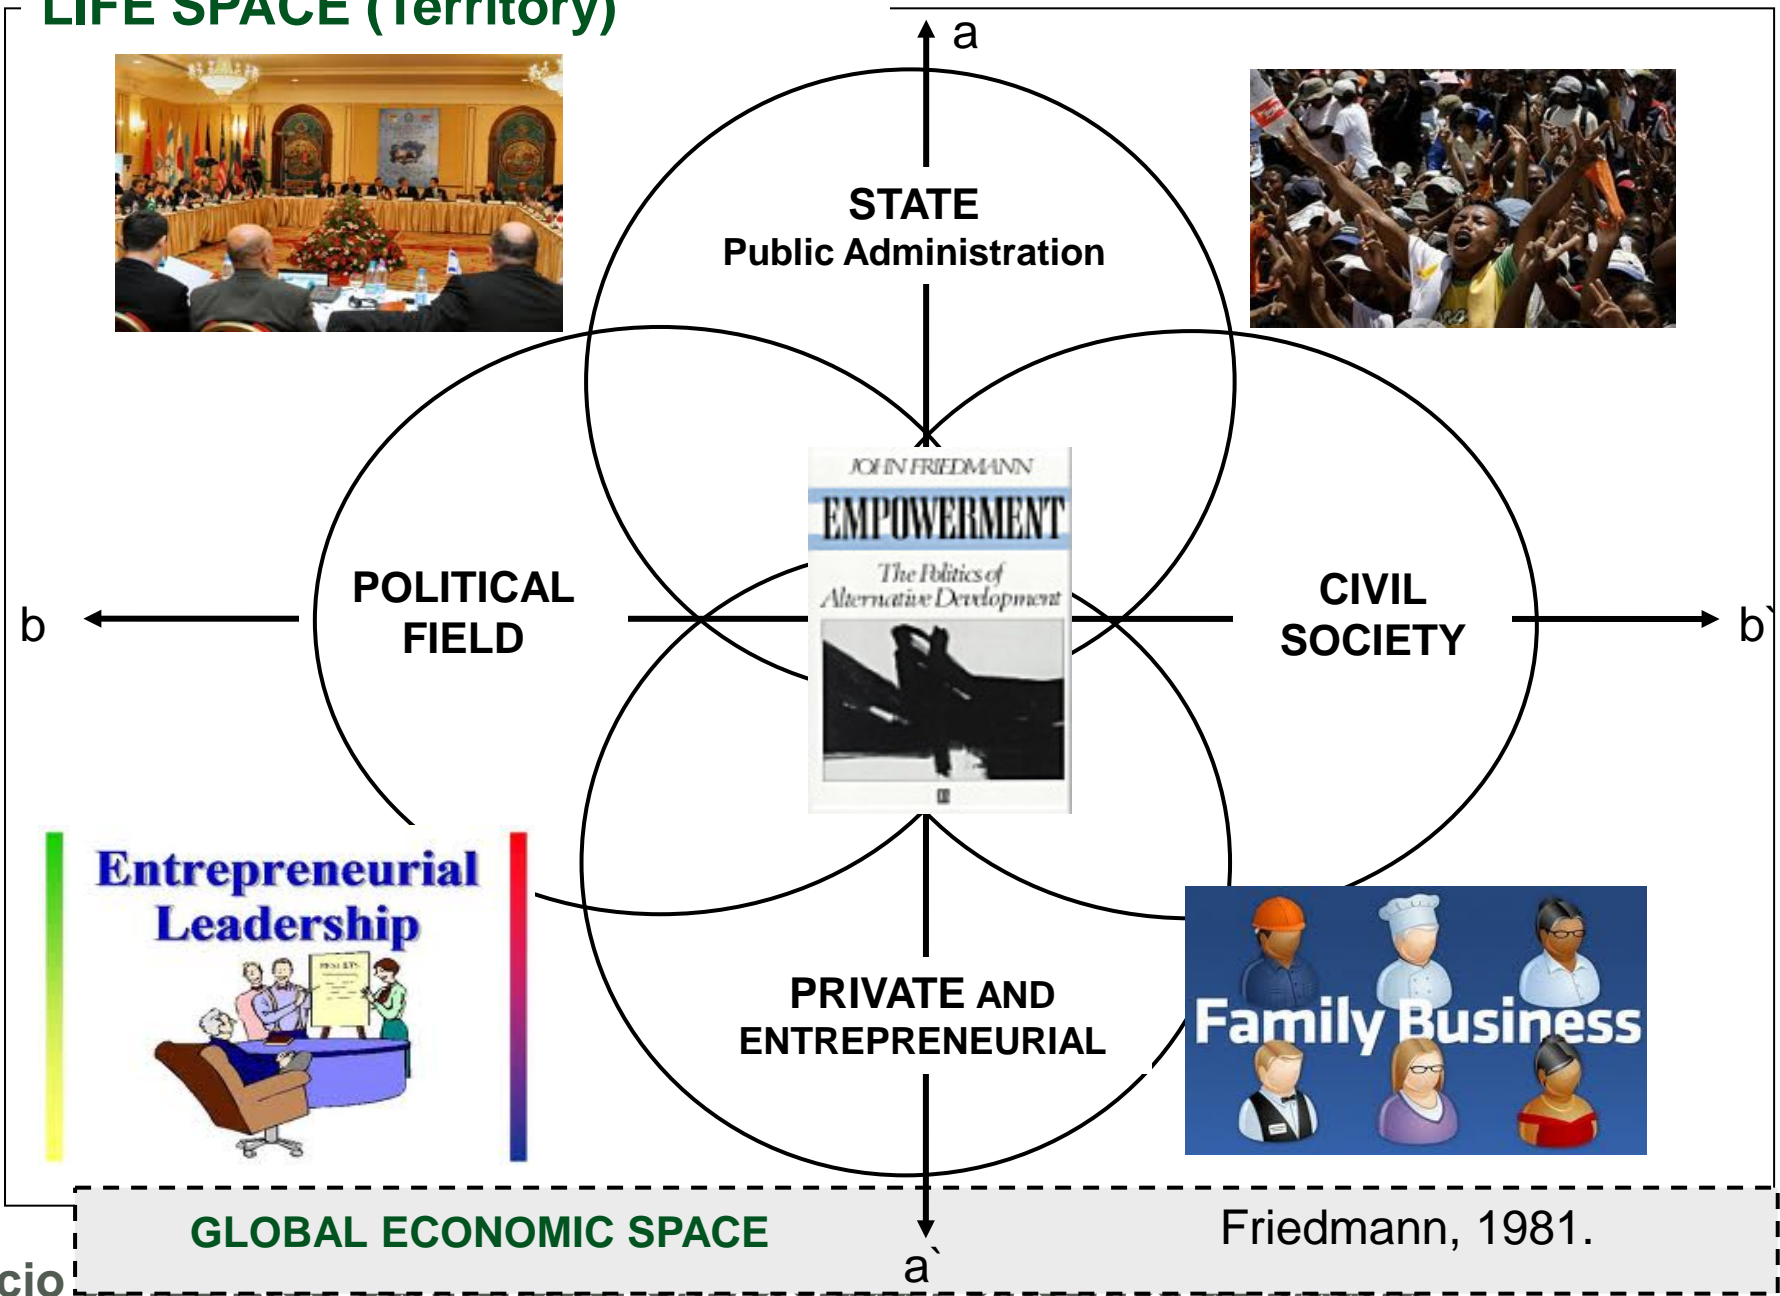 LIFE SPACE (Territory)
a
STATE
Public Administration
JOHN FRIEDMANN
EMPOWERMENT
The Politics of
Alternative Development
POLITICAL
FIELD
CIVIL
SOCIETY
b
b`
Entrepreneurial
Leadership
RESULTS
PRIVATE AND
ENTREPRENEURIAL
Family Business
GLOBAL ECONOMIC SPACE
Friedmann, 1981.
a`
cio